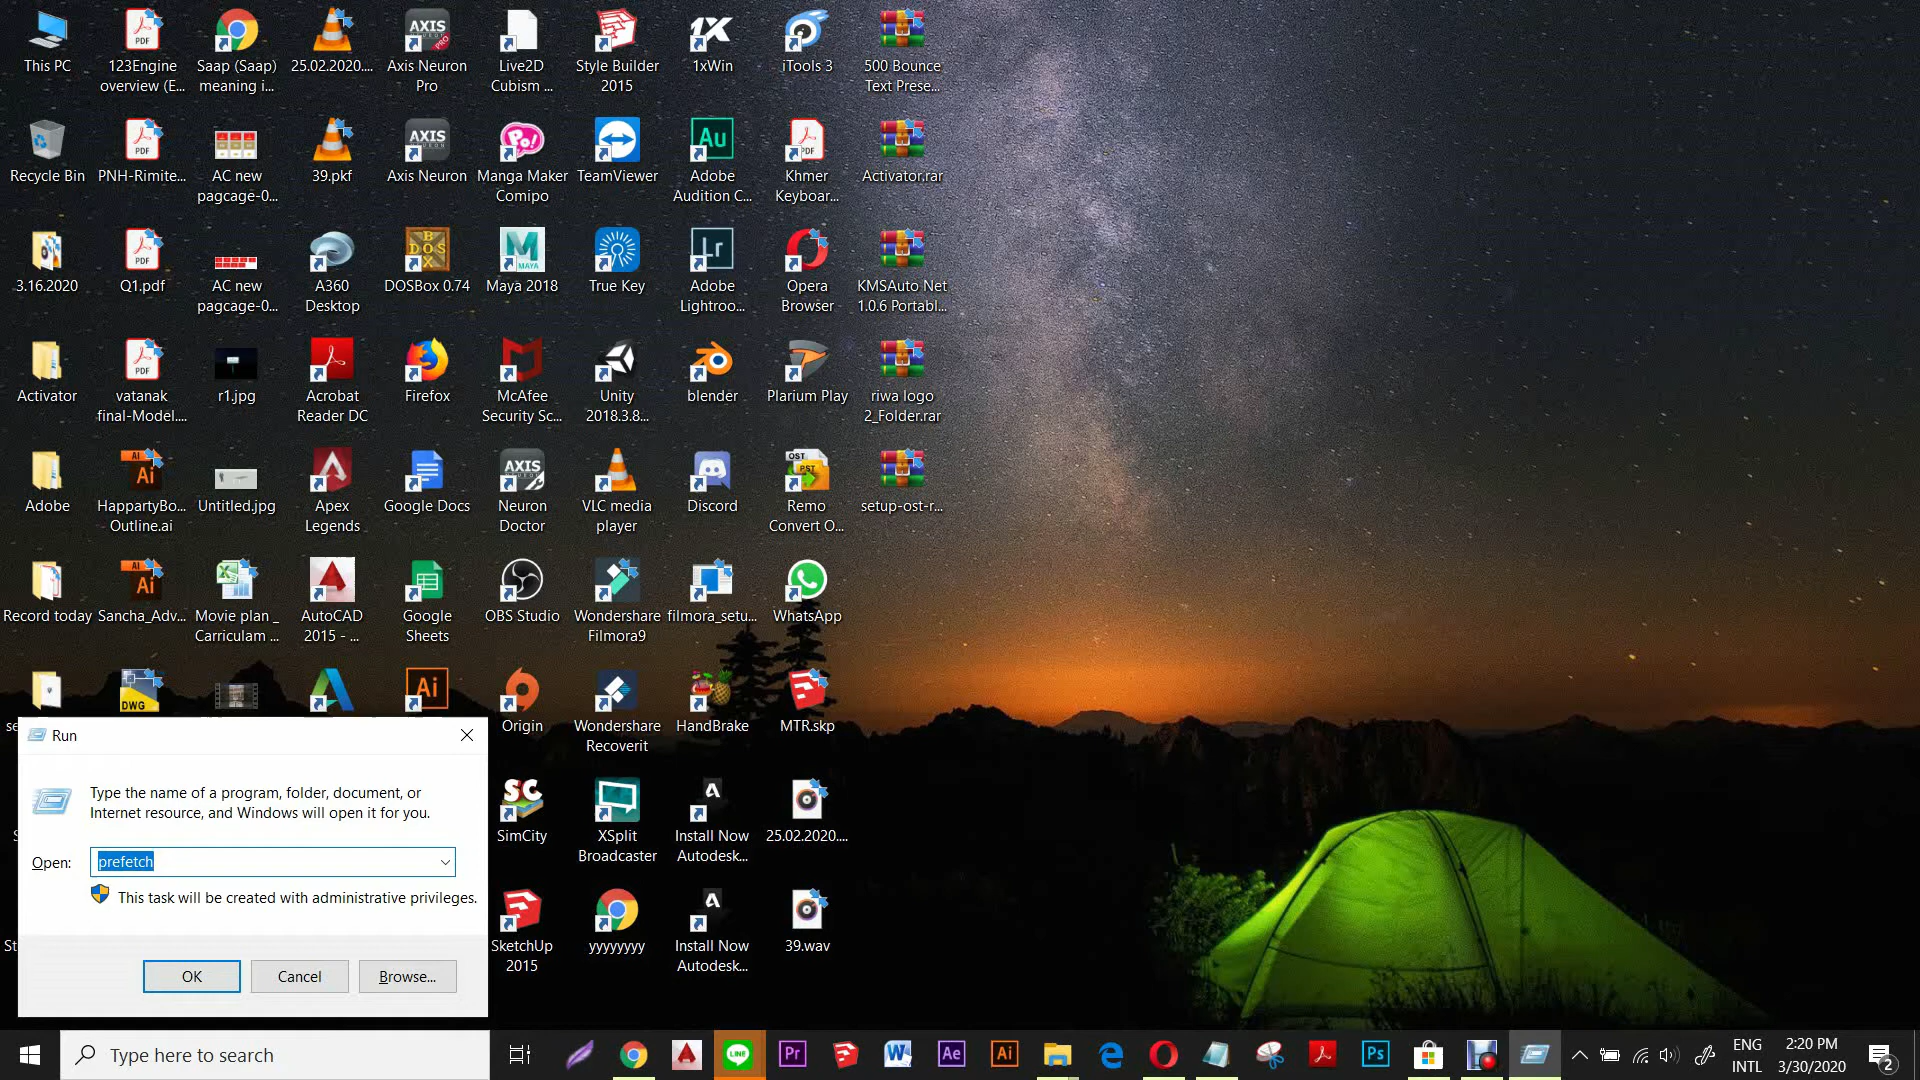 This PC
123Engine
overview (E...
Saap (Saap)
meaning i...
25.02.2020....
Axis Neuron
Pro
Live2D
Cubism ...
Style Builder
2015
1xWin
iTools 3
500 Bounce
Text Prese...
Recycle Bin
PNH-Rimite...
AC new
pagcage-0...
39.pkf
Axis Neuron
Manga Maker
Comipo
TeamViewer
Adobe
Audition C...
Khmer
Keyboar...
Activator.rar
3.16.2020
Q1.pdf
AC new
pagcage-0...
A360
Desktop
DOSBox 0.74
Maya 2018
True Key
Adobe
Lightroo...
Opera
Browser
KMSAuto Net
1.0.6 Portabl...
Activator
vatanak
final-Model....
r1.jpg
Acrobat
Reader DC
Firefox
McAfee
Security Sc...
Unity
2018.3.8...
blender
Plarium Play
riwa logo
2_Folder.rar
Adobe
HappartyBo...
Outline.ai
Untitled.jpg
Apex
Legends
Google Docs
Neuron
Doctor
VLC media
player
Discord
Remo
Convert O...
setup-ost-r...
Record today
Sancha_Adv...
Movie plan _
Carriculam ...
AutoCAD
2015 - ...
Google
Sheets
OBS Studio
Wondershare
Filmora9
filmora_setu...
WhatsApp
Origin
Wondershare
Recoverit
HandBrake
MTR.skp
SimCity
XSplit
Broadcaster
Install Now
Autodesk...
25.02.2020....
SketchUp
2015
yyyyyyyy
Install Now
Autodesk...
39.wav
Run
Type the name of a program, folder, document, or
Internet resource, and Windows will open it for you.
Open:
prefetch
This task will be created with administrative privileges.
OK
Cancel
Browse...
Type here to search
ENG
INTL
2:20 PM
3/30/2020
2